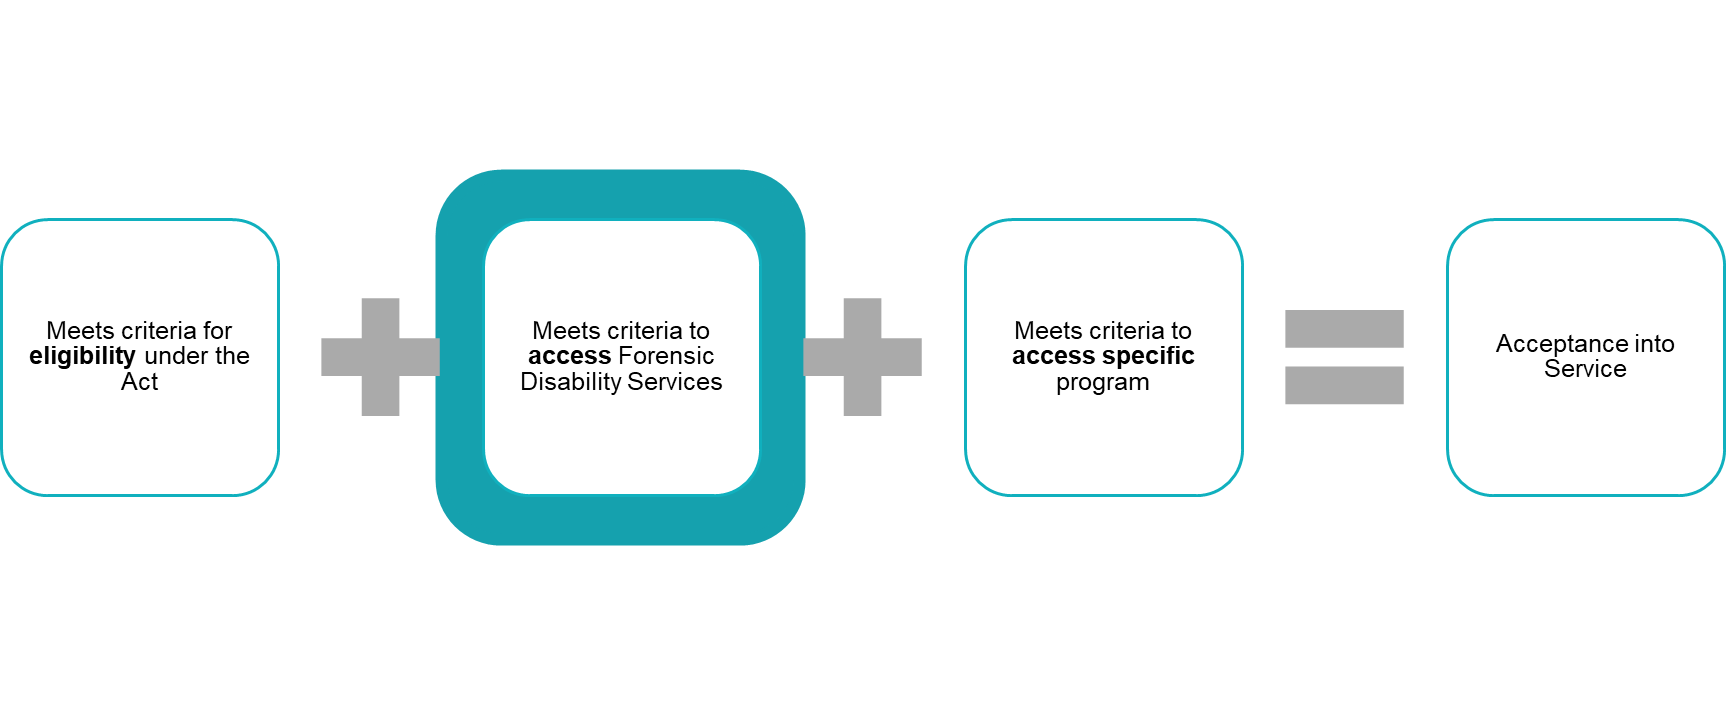 Meets criteria for
eligibility under the
Act
Meets criteria to
access Forensic
Disability Services
Meets criteria to
access specific
program
Acceptance into
Service